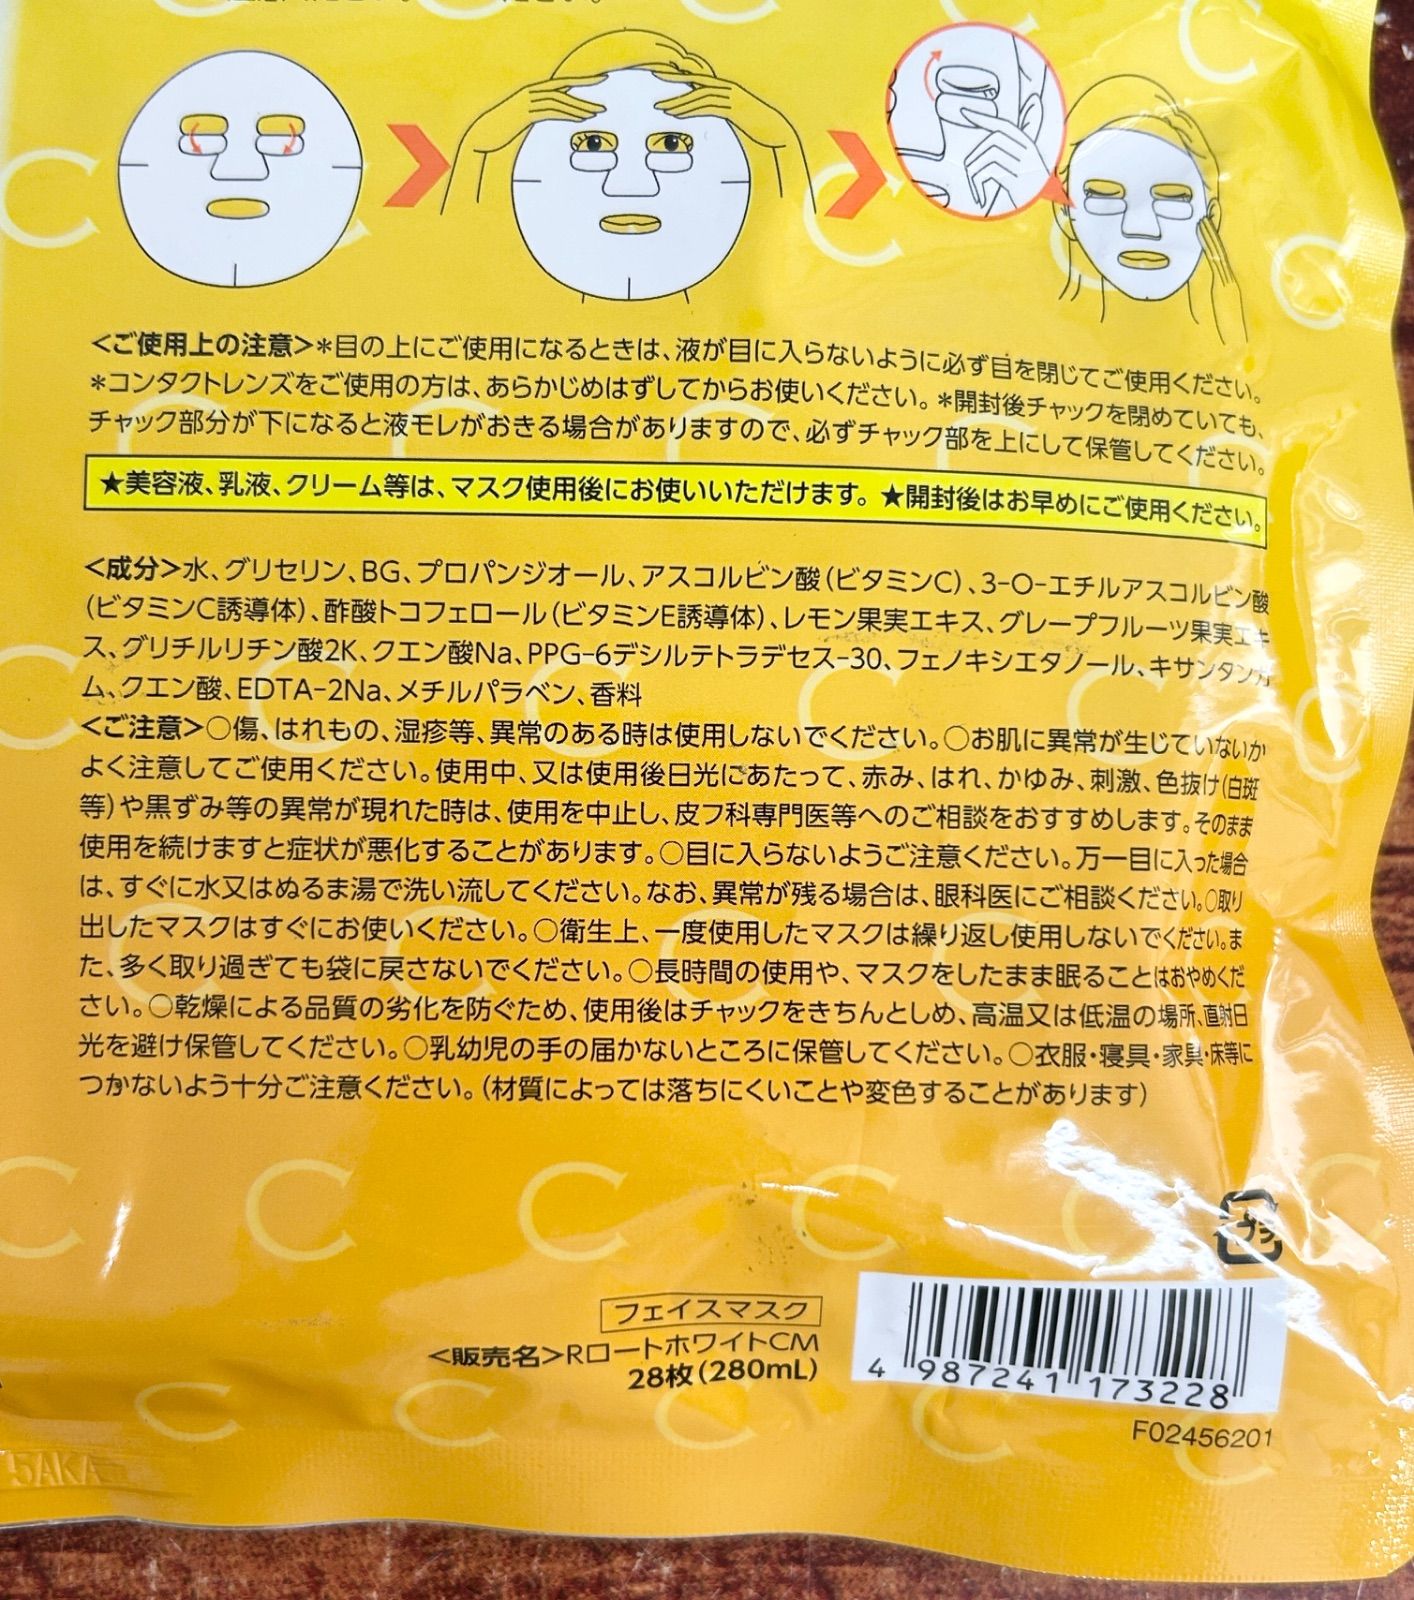 <ご使用上の注意>*目の上にご使用になるときは、液が目に入らないように必ず目を閉じてご使用ください。
*コンタクトレンズをご使用の方は、あらかじめはずしてからお使いください。*開封後チャックを閉めていても、
チャック部分が下になると液モレがおきる場合がありますので、必ずチャック部を上にして保管してください。
★美容液、乳液、クリーム等は、マスク使用後にお使いいただけます。★開封後はお早めにご使用ください。
<成分>水、グリセリン、BG、プロパンジオール、アスコルビン酸(ビタミンC)、3-O-エチルアスコルビン酸
(ビタミンC誘導体)、酢酸トコフェロール(ビタミンE誘導体)、レモン果実エキス、グレープフルーツ果実エキ
ス、グリチルリチン酸2K、クエン酸Na、PPG-6デシルテトラデセス-30、フェノキシエタノール、キサンタンガ
ム、クエン酸、EDTA-2Na、メチルパラベン、香料
<ご注意>○傷、はれもの、湿疹等、異常のある時は使用しないでください。○お肌に異常が生じていないか
よく注意してご使用ください。使用中、又は使用後日光にあたって、赤み、はれ、かゆみ、刺激、色抜け(白斑
等)や黒ずみ等の異常が現れた時は、使用を中止し、皮フ科専門医等へのご相談をおすすめします。そのまま
使用を続けますと症状が悪化することがあります。○目に入らないようご注意ください。万一目に入った場合
は、すぐに水又はぬるま湯で洗い流してください。なお、異常が残る場合は、眼科医にご相談ください。○取り
出したマスクはすぐにお使いください。○衛生上、一度使用したマスクは繰り返し使用しないでください。ま
た、多く取り過ぎても袋に戻さないでください。○長時間の使用や、マスクをしたまま眠ることはおやめくだ
さい。○乾燥による品質の劣化を防ぐため、使用後はチャックをきちんとしめ、高温又は低温の場所、直射日
光を避け保管してください。○乳幼児の手の届かないところに保管してください。○衣服・寝具・家具・床等に
つかないよう十分ご注意ください。(材質によっては落ちにくいことや変色することがあります)
プラ
フェイスマスク
<販売名>RロートホワイトCM
28枚(280mL)
4 987241 173228
F02456201
5AKA